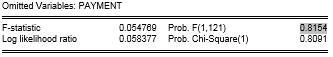 Omitted Variables: PAYMENT
F-statistic 0.054769 Prob. F(1,121) 0.8154
Log likelihood ratio 0.058377 Prob. Chi-Square(1) 0.8091